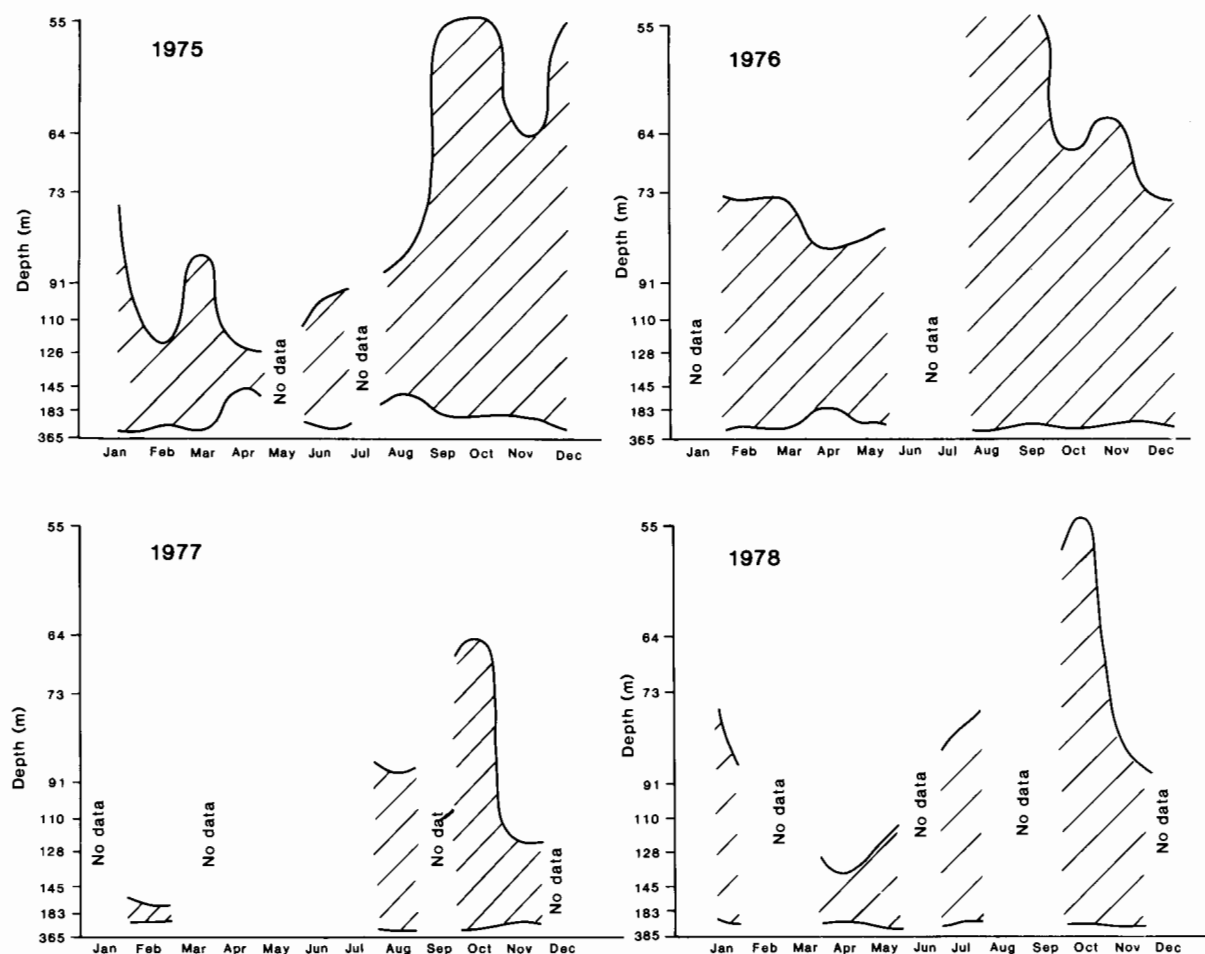 1975
Depth (m)
55
64
73
91
110
126
145
183
365
No data
No data
Jan Feb Mar Apr May Jun Jul Aug Sep Oct Nov Dec
1976
Depth (m)
55
64
73
91
110
128
145
183
365
No data
No data
Jan Feb Mar Apr May Jun Jul Aug Sep Oct Nov Dec
1977
Depth (m)
55
64
73
91
110
128
145
183
365
No data
No data
No dat
No data
Jan Feb Mar Apr May Jun Jul Aug Sep Oct Nov Dec
1978
Depth (m)
55
64
73
91
110
128
145
183
385
No data
No data
No data
No data
Jan Feb Mar Apr May Jun Jul Aug Sep Oct Nov Dec